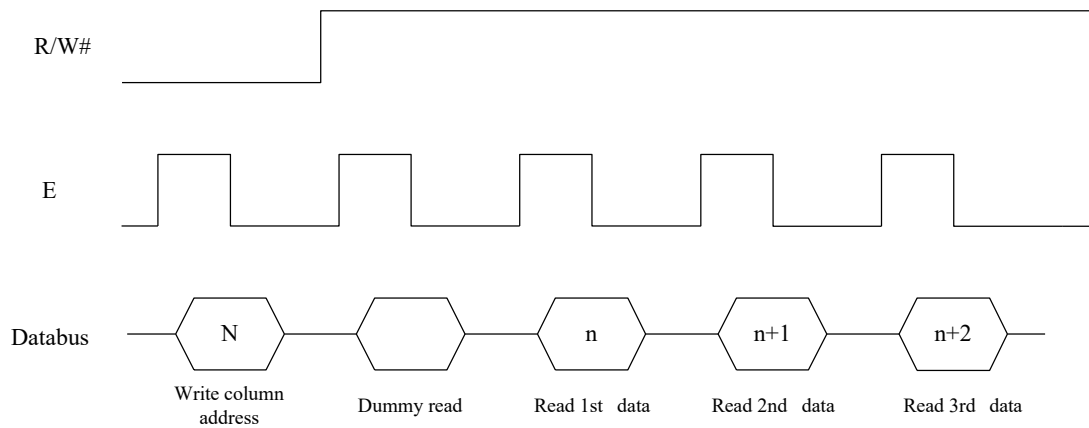 R/W#
E
Databus
N
n
n+1
n+2
Write column
address
Dummy read
Read 1st data
Read 2nd data
Read 3rd data